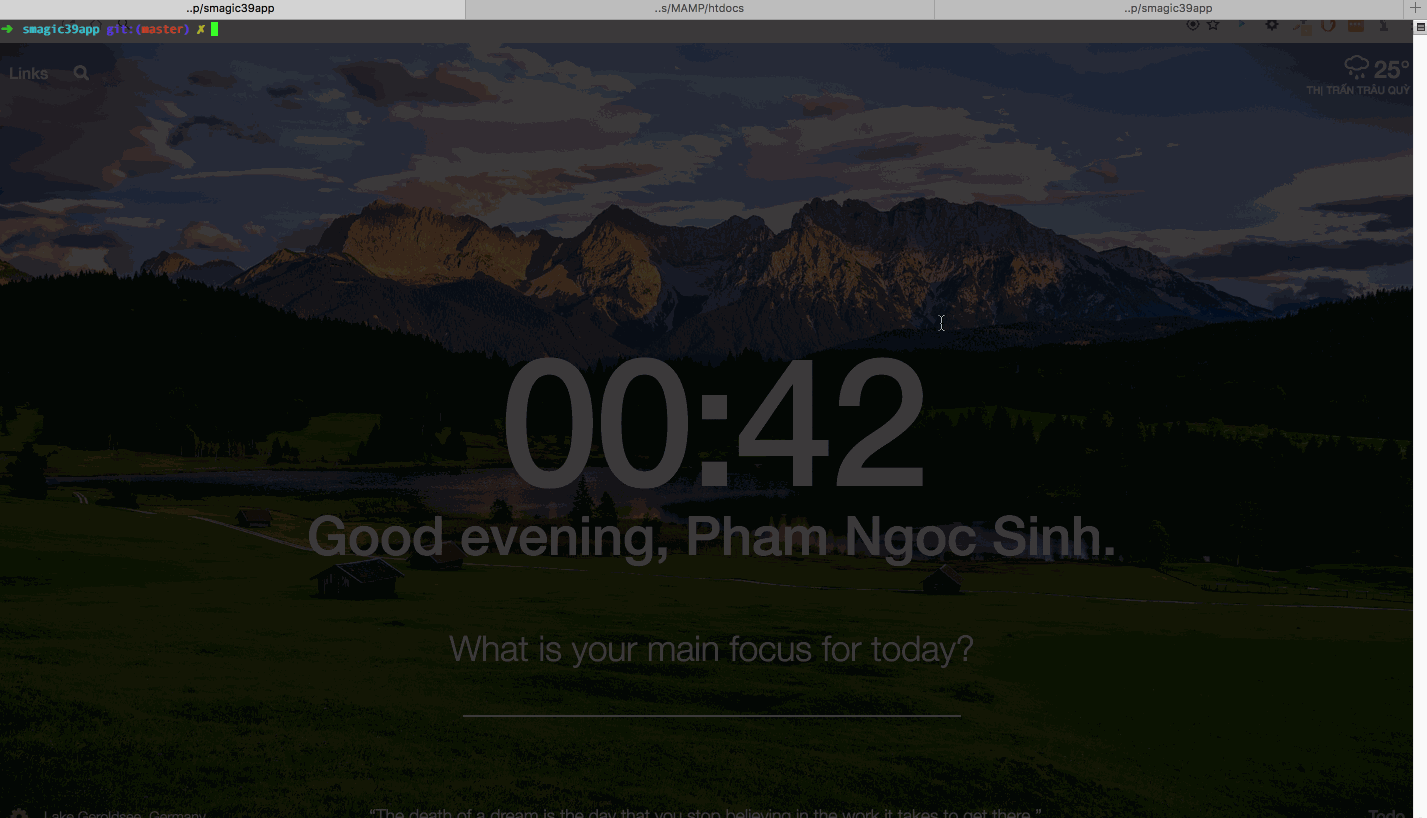 ..p/smagic39app
..s/MAMP/htdocs
..p/smagic39app
➜ smagic39app git:(master) ✗
Links
25°
THỊ TRẤN TRÂU QUỲ
00:42
Good evening, Pham Ngoc Sinh.
What is your main focus for today?
Lake Geroldsee, Germany
“The death of a dream is the day that you stop believing in the work it takes to get there.”
Todo